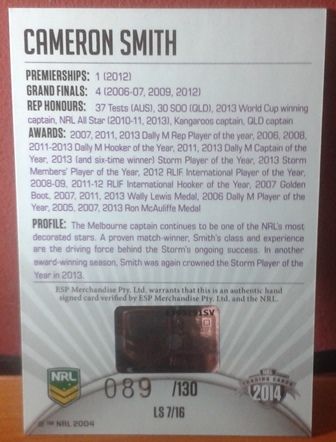 CAMERON SMITH
PREMIERSHIPS: 1 (2012)
GRAND FINALS: 4 (2006-07, 2009, 2012)
REP HONOURS: 37 Tests (AUS), 30 SOO (QLD), 2013 World Cup winning
captain, NRL All Star (2010-11, 2013), Kangaroos captain, QLD captain
AWARDS: 2007, 2011, 2013 Dally M Rep Player of the year, 2006, 2008,
2011-2013 Dally M Hooker of the Year, 2011, 2013 Dally M Captain of the
Year, 2013 (and six-time winner) Storm Player of the Year, 2013 Storm
Members' Player of the Year, 2012 RLIF International Player of the Year,
2008-09, 2011-12 RLIF International Hooker of the Year, 2007 Golden
Boot, 2007, 2011, 2013 Wally Lewis Medal, 2006 Dally M Player of the
Year, 2005, 2007, 2013 Ron McAuliffe Medal
PROFILE: The Melbourne captain continues to be one of the NRL's most
decorated stars. A proven match-winner, Smith's class and experience
are the driving force behind the Storm's ongoing success. In another
award-winning season, Smith was again crowned the Storm Player of the
Year in 2013.
ESP Merchandise Pty. Ltd, warrants that this is an authentic hand
signed card verified by ESP Merchandise Pty. Ltd, and the NRL.
089 /130
LS 7/16
NRL
NRL
TRADING CARDS
2014
© NRL 2004